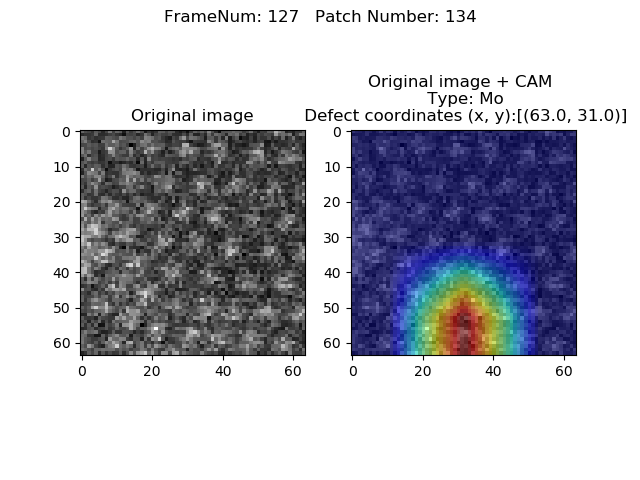 FrameNum: 127   Patch Number: 134
Original image
0
10
20
30
40
50
60
0 20 40 60
Original image + CAM
Type: Mo
Defect coordinates (x, y):[(63.0, 31.0)]
0
10
20
30
40
50
60
0 20 40 60